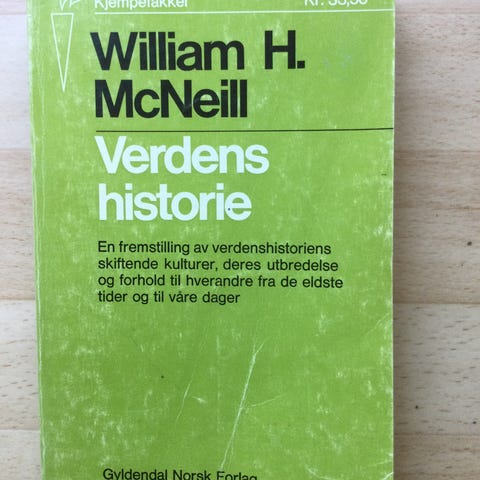 Kjempefakkel
William H.
McNeill
Verdens
historie
En fremstilling av verdenshistoriens
skiftende kulturer, deres utbredelse
og forhold til hverandre fra de eldste
tider og til våre dager
Gyldendal Norsk Forlag